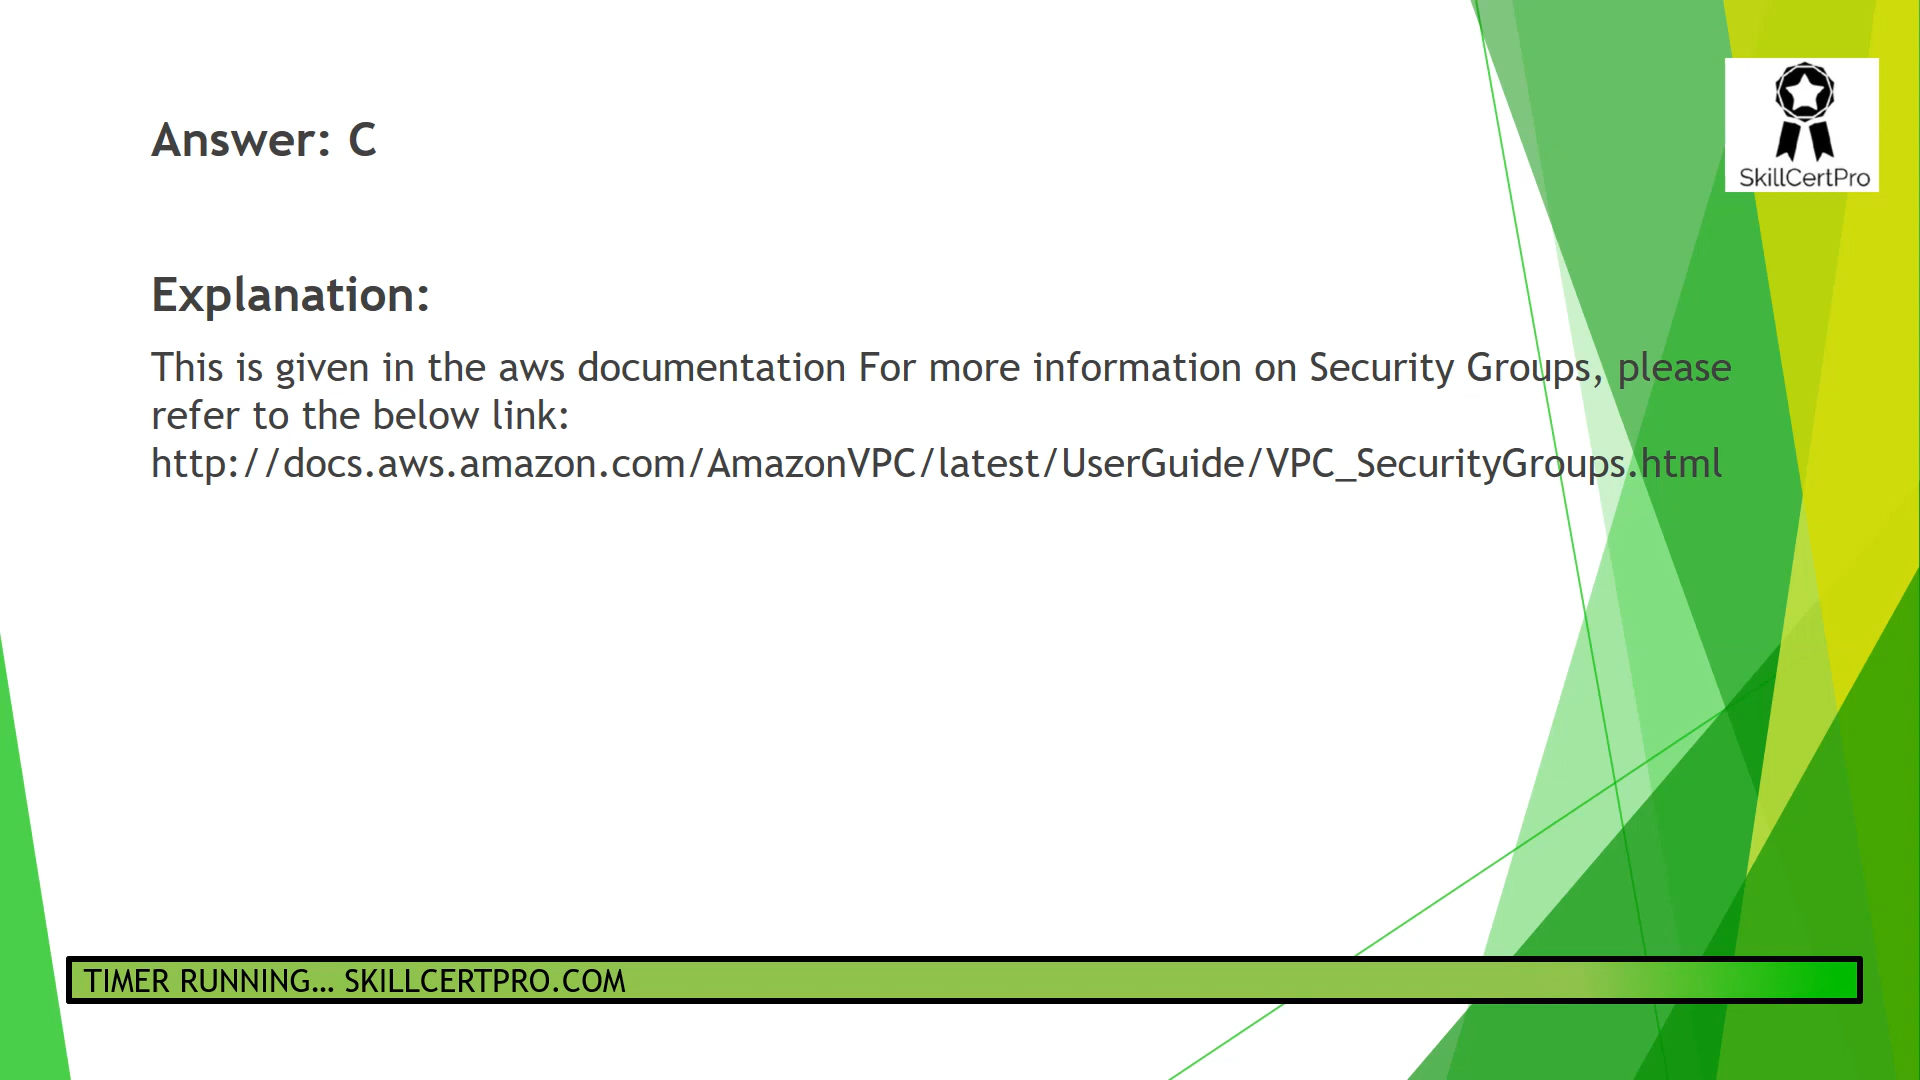 SkillCertPro
Answer: C
Explanation:
This is given in the aws documentation For more information on Security Groups, please
refer to the below link:
http://docs.aws.amazon.com/AmazonVPC/latest/UserGuide/VPC_SecurityGroups.html
TIMER RUNNING... SKILLCERTPRO.COM